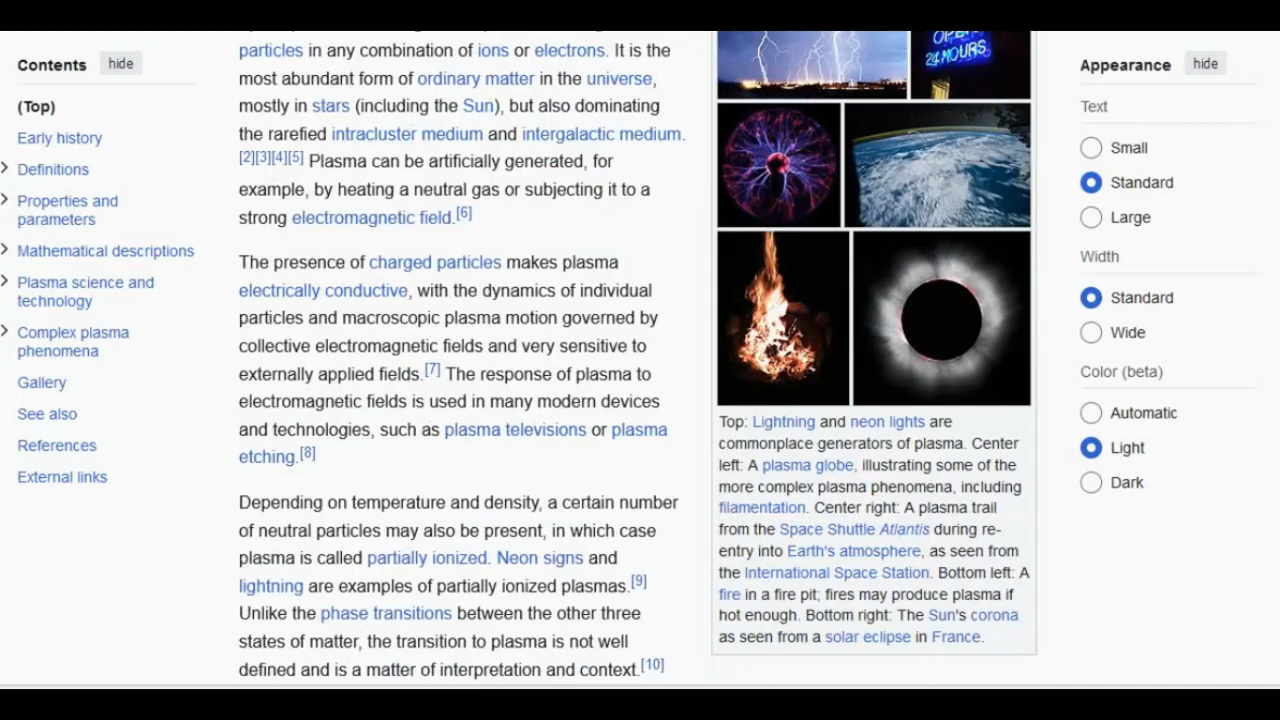 Contents hide
(Top)
Early history
Definitions
Properties and
parameters
Mathematical descriptions
Plasma science and
technology
Complex plasma
phenomena
Gallery
See also
References
External links
particles in any combination of ions or electrons. It is the
most abundant form of ordinary matter in the universe,
mostly in stars (including the Sun), but also dominating
the rarefied intracluster medium and intergalactic medium.
[2][3][4][5] Plasma can be artificially generated, for
example, by heating a neutral gas or subjecting it to a
strong electromagnetic field.[6]
The presence of charged particles makes plasma
electrically conductive, with the dynamics of individual
particles and macroscopic plasma motion governed by
collective electromagnetic fields and very sensitive to
externally applied fields.[7] The response of plasma to
electromagnetic fields is used in many modern devices
and technologies, such as plasma televisions or plasma
etching.[8]
Depending on temperature and density, a certain number
of neutral particles may also be present, in which case
plasma is called partially ionized. Neon signs and
lightning are examples of partially ionized plasmas.[9]
Unlike the phase transitions between the other three
states of matter, the transition to plasma is not well
defined and is a matter of interpretation and context.[10]
OPEN
24 HOURS
Top: Lightning and neon lights are
commonplace generators of plasma. Center
left: A plasma globe, illustrating some of the
more complex plasma phenomena, including
filamentation. Center right: A plasma trail
from the Space Shuttle Atlantis during re-
entry into Earth's atmosphere, as seen from
the International Space Station. Bottom left: A
fire in a fire pit; fires may produce plasma if
hot enough. Bottom right: The Sun's corona
as seen from a solar eclipse in France.
Appearance hide
Text
Small
Standard
Large
Width
Standard
Wide
Color (beta)
Automatic
Light
Dark